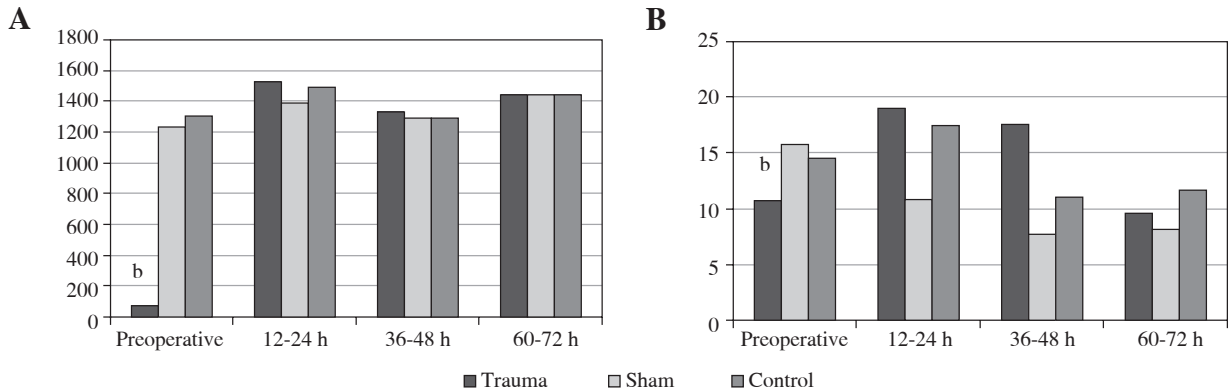 A
1800
1600
1400
1200
1000
800
600
400
200
0
b
Preoperative
12-24 h
36-48 h
60-72 h
B
25
20
15
10
5
0
b
Preoperative
12-24 h
36-48 h
60-72 h
Trauma Sham Control